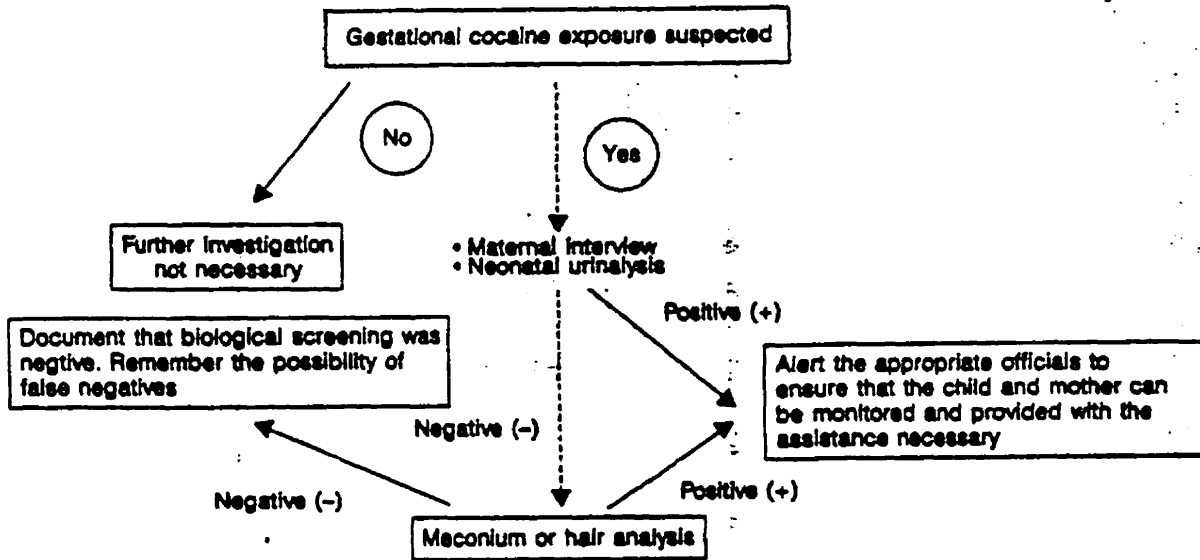 Gestational cocaine exposure suspected
No
Yes
Further investigation
not necessary
• Maternal interview
• Neonatal urinalysis
Positive (+)
Document that biological screening was
negtive. Remember the possibility of
false negatives
Alert the appropriate officials to
ensure that the child and mother can
be monitored and provided with the
assistance necessary
Negative (–)
Negative (–)
Positive (+)
Meconium or hair analysis